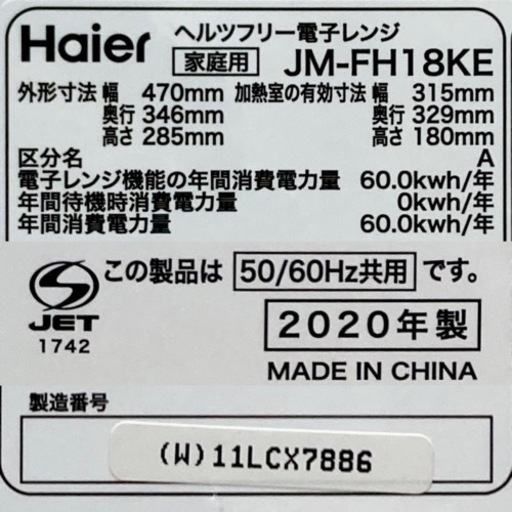 Haier
ヘルツフリー電子レンジ
家庭用 JM-FH18KE
外形寸法 幅 470mm 加熱室の有効寸法 幅 315mm
奥行 346mm 奥行 329mm
高さ 285mm 高さ 180mm
区分名 A
電子レンジ機能の年間消費電力量 60.0kwh/年
年間待機時消費電力量 0kwh/年
年間消費電力量 60.0kwh/年
この製品は 50/60Hz共用 です。
JET
1742
2020年製
MADE IN CHINA
製造番号
(W)11LCX7886